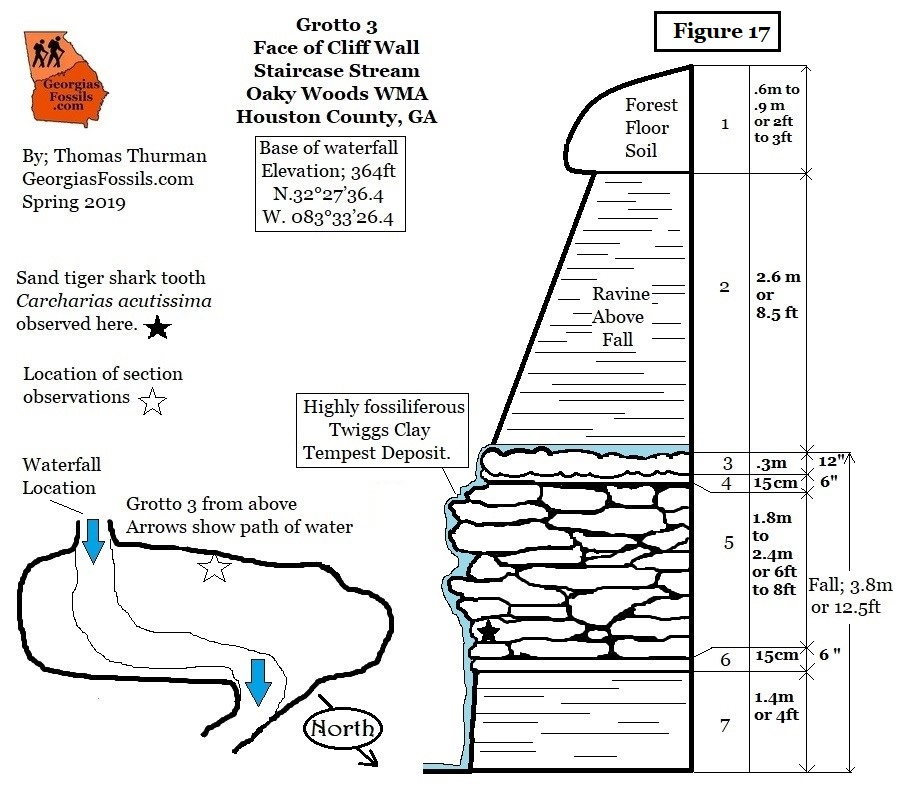 Grotto 3
Face of Cliff Wall
Staircase Stream
Oaky Woods WMA
Houston County, GA
Figure 17
Georgias
Fossils
.com
By; Thomas Thurman
GeorgiasFossils.com
Spring 2019
Base of waterfall
Elevation; 364ft
N.32°27'36.4
W. 083°33'26.4
Sand tiger shark tooth
Carcharias acutissima
observed here.
Location of section
observations
Waterfall
Location
Grotto 3 from above
Arrows show path of water
North
Highly fossiliferous
Twiggs Clay
Tempest Deposit.
Forest
Floor
Soil
1
.6m to
.9 m
or 2ft
to 3ft
Ravine
Above
Fall
2
2.6 m
or
8.5 ft
3
.3m
12"
4
15cm
6"
5
1.8m
to
2.4m
or 6ft
to 8ft
Fall; 3.8m
or 12.5ft
6
15cm
6 "
7
1.4m
or 4ft